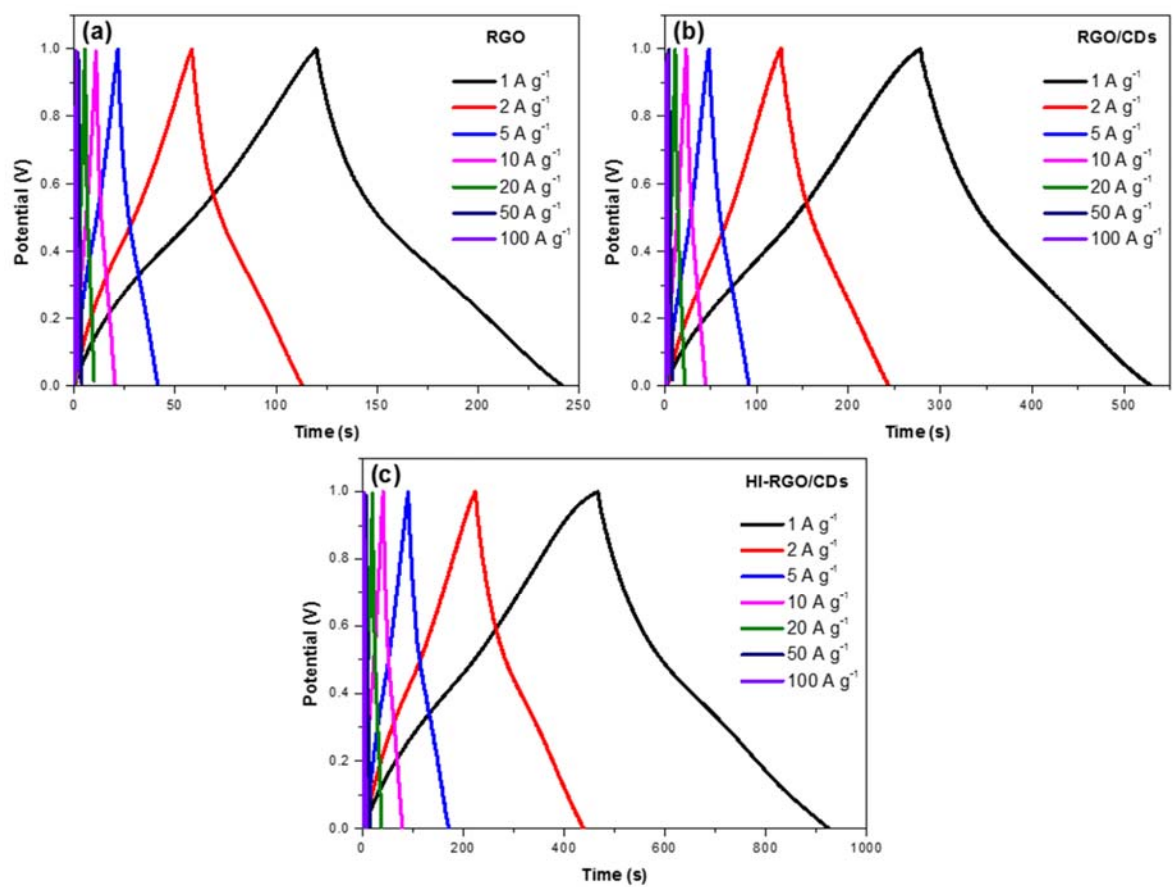 (a)
RGO
1 A g⁻¹
2 A g⁻¹
5 A g⁻¹
10 A g⁻¹
20 A g⁻¹
50 A g⁻¹
100 A g⁻¹
1.0
0.8
0.6
0.4
0.2
0.0
Potential (V)
0 50 100 150 200 250
Time (s)
(b)
RGO/CDs
1 A g⁻¹
2 A g⁻¹
5 A g⁻¹
10 A g⁻¹
20 A g⁻¹
50 A g⁻¹
100 A g⁻¹
1.0
0.8
0.6
0.4
0.2
0.0
Potential (V)
0 100 200 300 400 500
Time (s)
(c)
HI-RGO/CDs
1 A g⁻¹
2 A g⁻¹
5 A g⁻¹
10 A g⁻¹
20 A g⁻¹
50 A g⁻¹
100 A g⁻¹
1.0
0.8
0.6
0.4
0.2
0.0
Potential (V)
0 200 400 600 800 1000
Time (s)